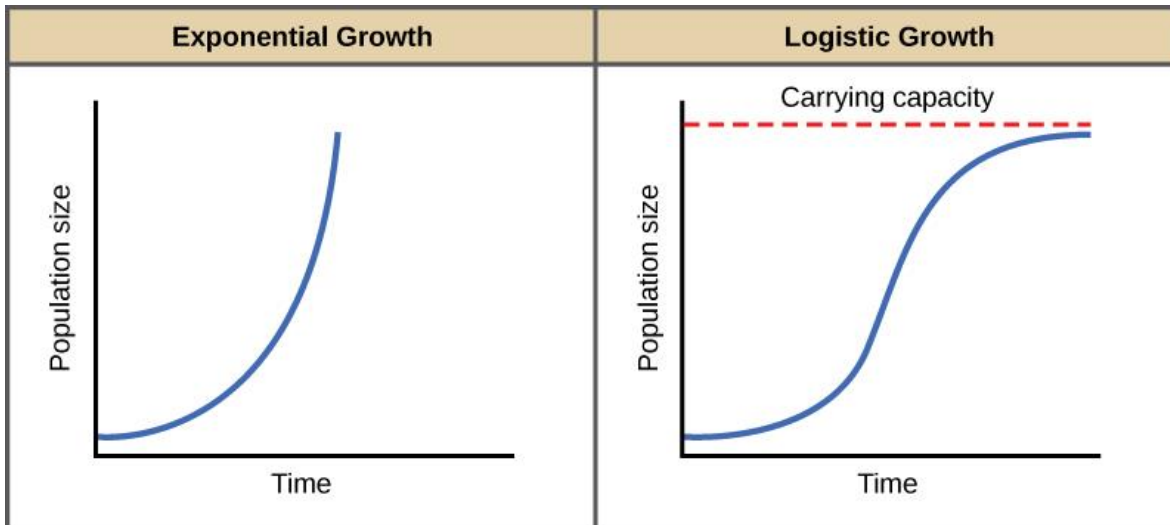 Exponential Growth
Logistic Growth
Population size
Time
Carrying capacity
Population size
Time